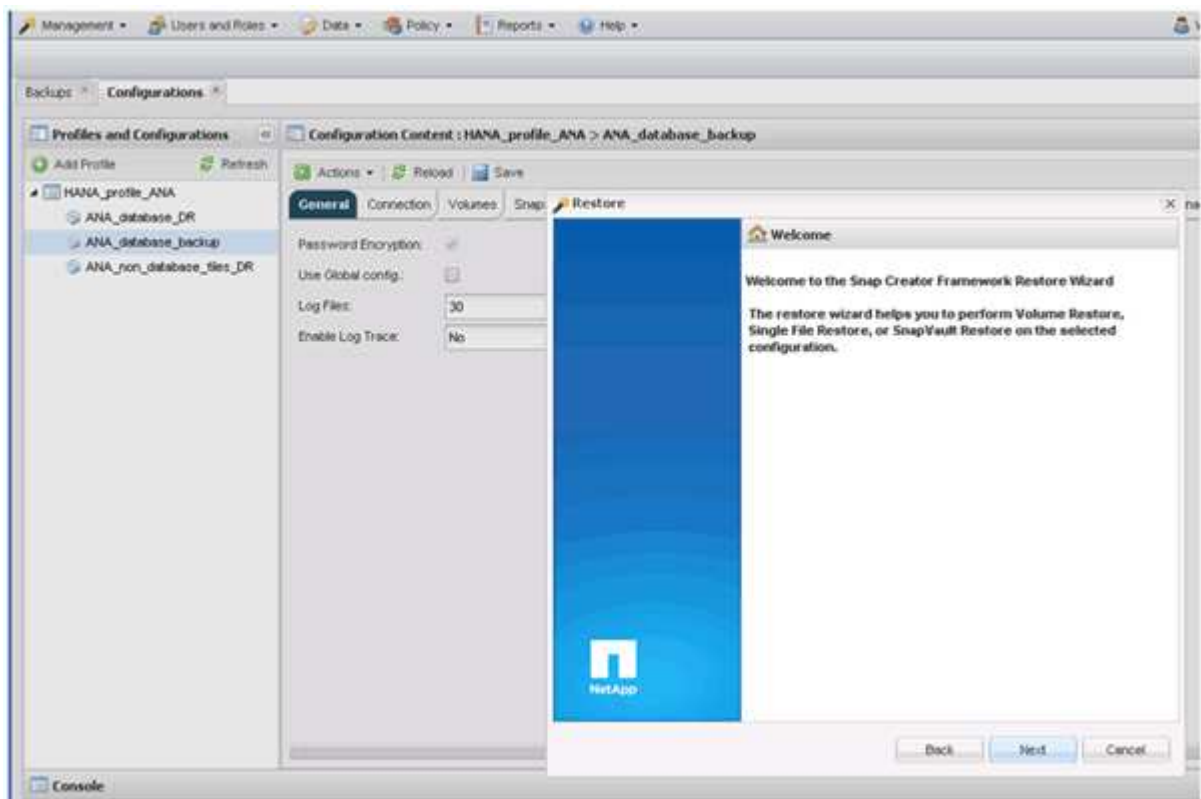 Management Users and Roles Data Policy Reports Help
Backups Configurations
Profiles and Configurations
Add Profile Refresh
HANA_profile_ANA
ANA_database_DR
ANA_database_backup
ANA_non_database_files_DR
Configuration Content : HANA_profile_ANA > ANA_database_backup
Actions Reload Save
General Connection Volumes Snap
Password Encryption:
Use Global config.:
Log Files: 30
Enable Log Trace: No
Restore
Welcome
Welcome to the Snap Creator Framework Restore Wizard
The restore wizard helps you to perform Volume Restore,
Single File Restore, or SnapVault Restore on the selected
configuration.
NetApp
Back Next Cancel
Console